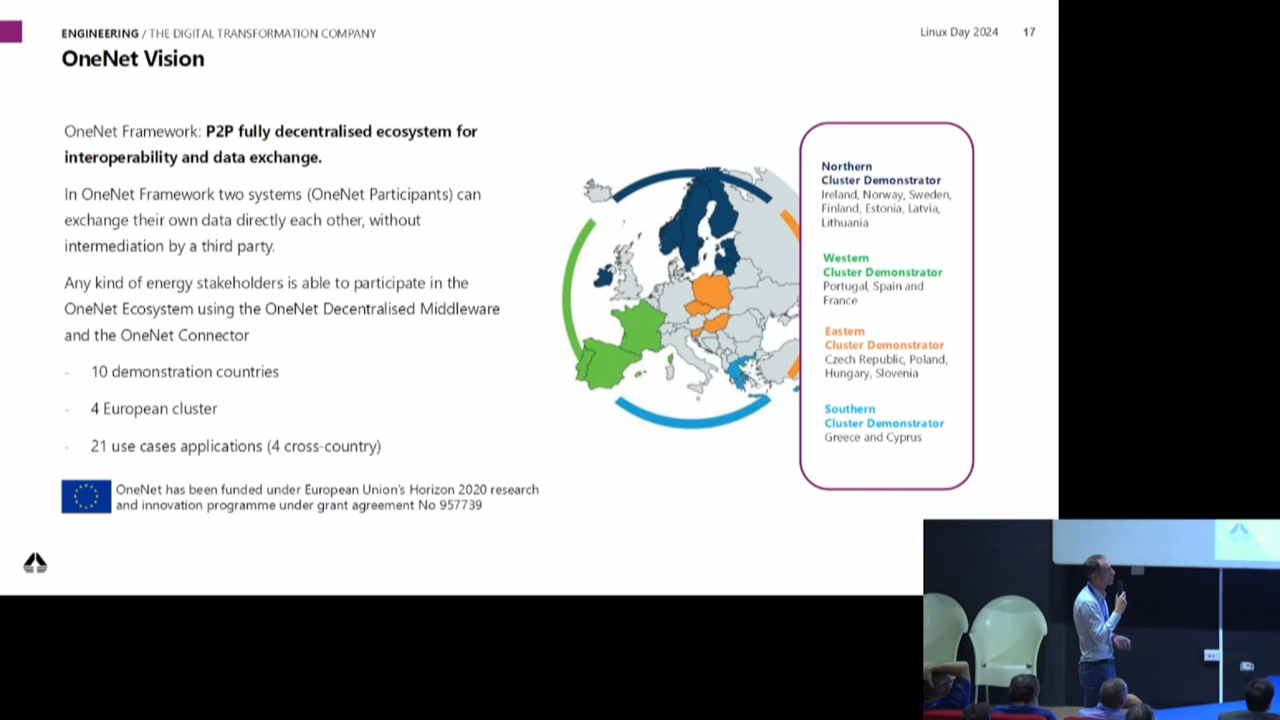 ENGINEERING / THE DIGITAL TRANSFORMATION COMPANY
Linux Day 2024 17
OneNet Vision
OneNet Framework: P2P fully decentralised ecosystem for
interoperability and data exchange.
In OneNet Framework two systems (OneNet Participants) can
exchange their own data directly each other, without
intermediation by a third party.
Any kind of energy stakeholders is able to participate in the
OneNet Ecosystem using the OneNet Decentralised Middleware
and the OneNet Connector
- 10 demonstration countries
- 4 European cluster
- 21 use cases applications (4 cross-country)
OneNet has been funded under European Union's Horizon 2020 research
and innovation programme under grant agreement No 957739
Northern
Cluster Demonstrator
Ireland, Norway, Sweden,
Finland, Estonia, Latvia,
Lithuania
Western
Cluster Demonstrator
Portugal, Spain and
France
Eastern
Cluster Demonstrator
Czech Republic, Poland,
Hungary, Slovenia
Southern
Cluster Demonstrator
Greece and Cyprus